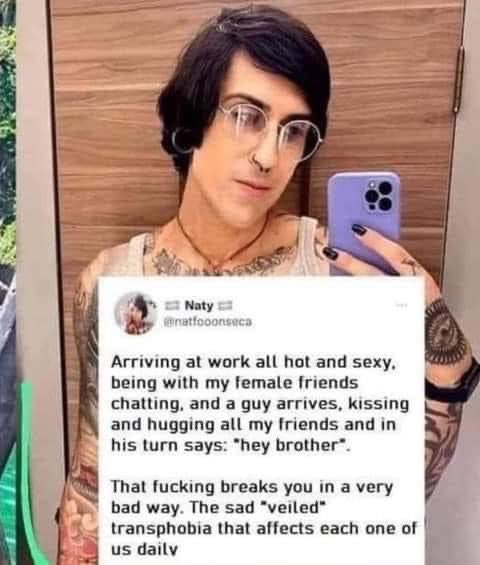 Naty
@natfooonseca
Arriving at work all hot and sexy,
being with my female friends
chatting, and a guy arrives, kissing
and hugging all my friends and in
his turn says: "hey brother".
That fucking breaks you in a very
bad way. The sad "veiled"
transphobia that affects each one of
us daily